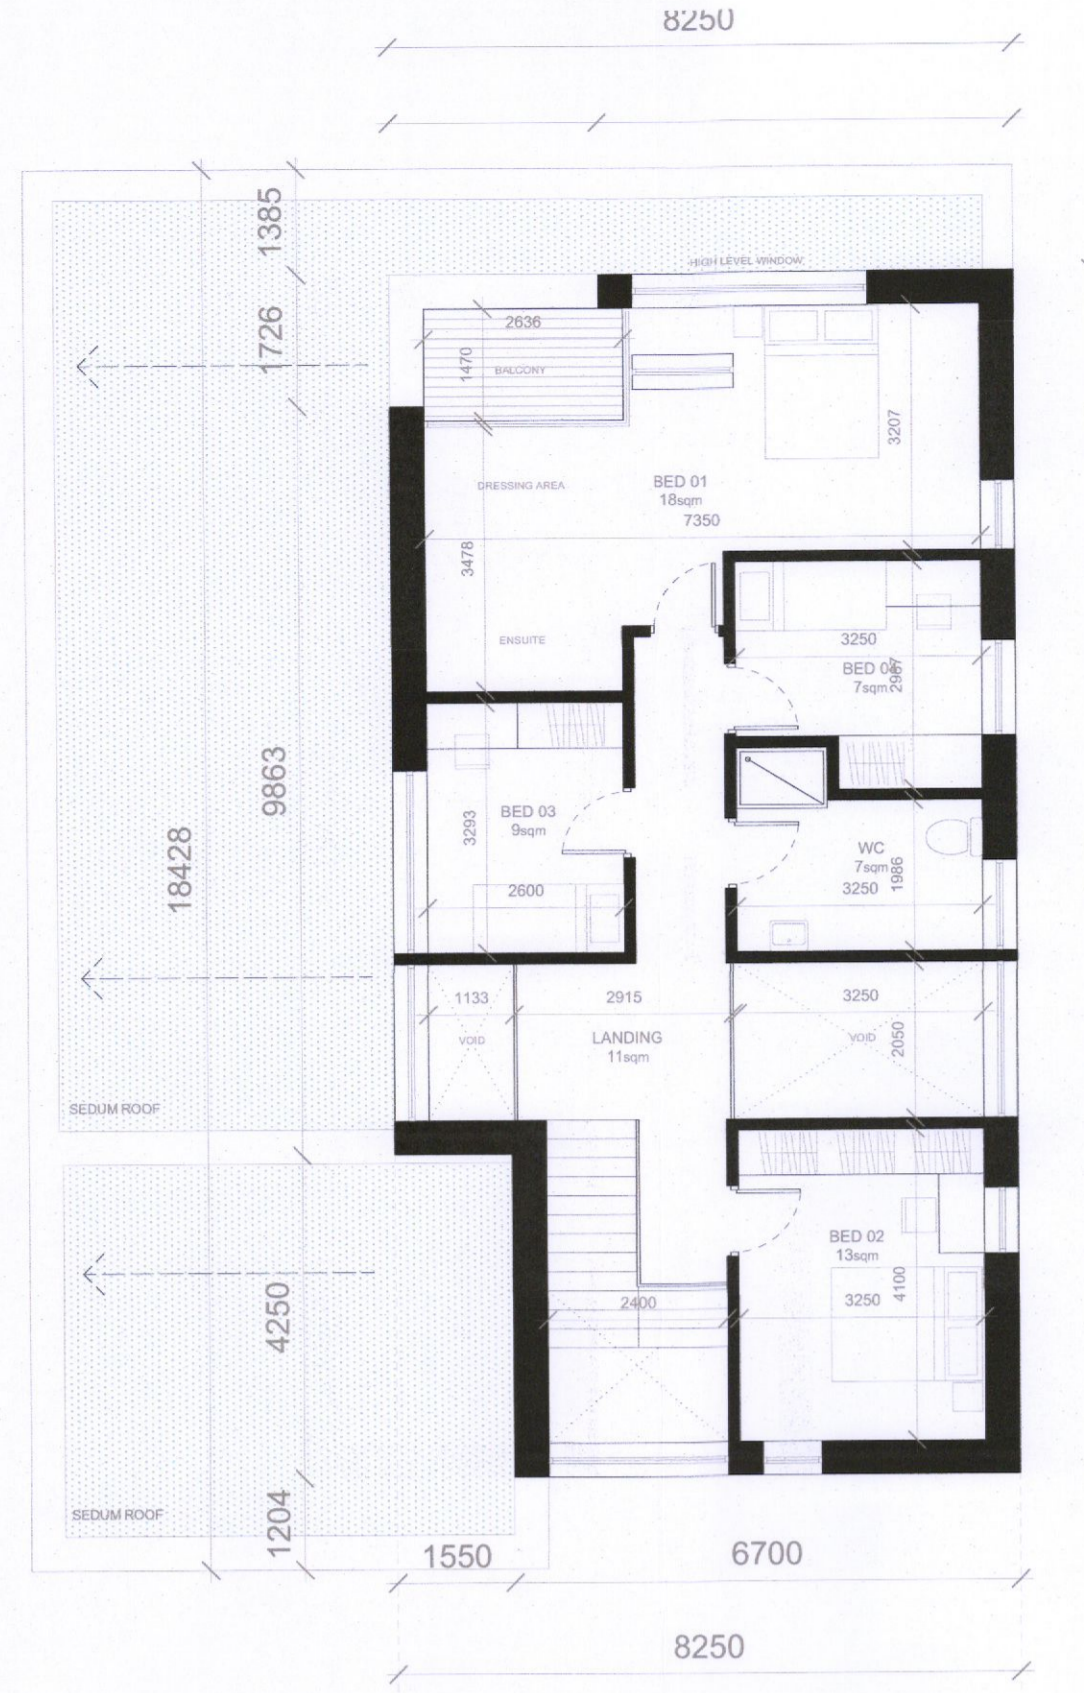 8250
1385
1726
HIGH LEVEL WINDOW
2636
1470
BALCONY
3207
DRESSING AREA
BED 01
18sqm
7350
3478
ENSUITE
3250
BED 04
7sqm
2967
9863
18428
BED 03
9sqm
3293
2600
WC
7sqm
3250
1986
1133
2915
3250
VOID
LANDING
11sqm
VOID
2050
SEDUM ROOF
BED 02
13sqm
4100
3250
2400
4250
SEDUM ROOF
1204
1550
6700
8250